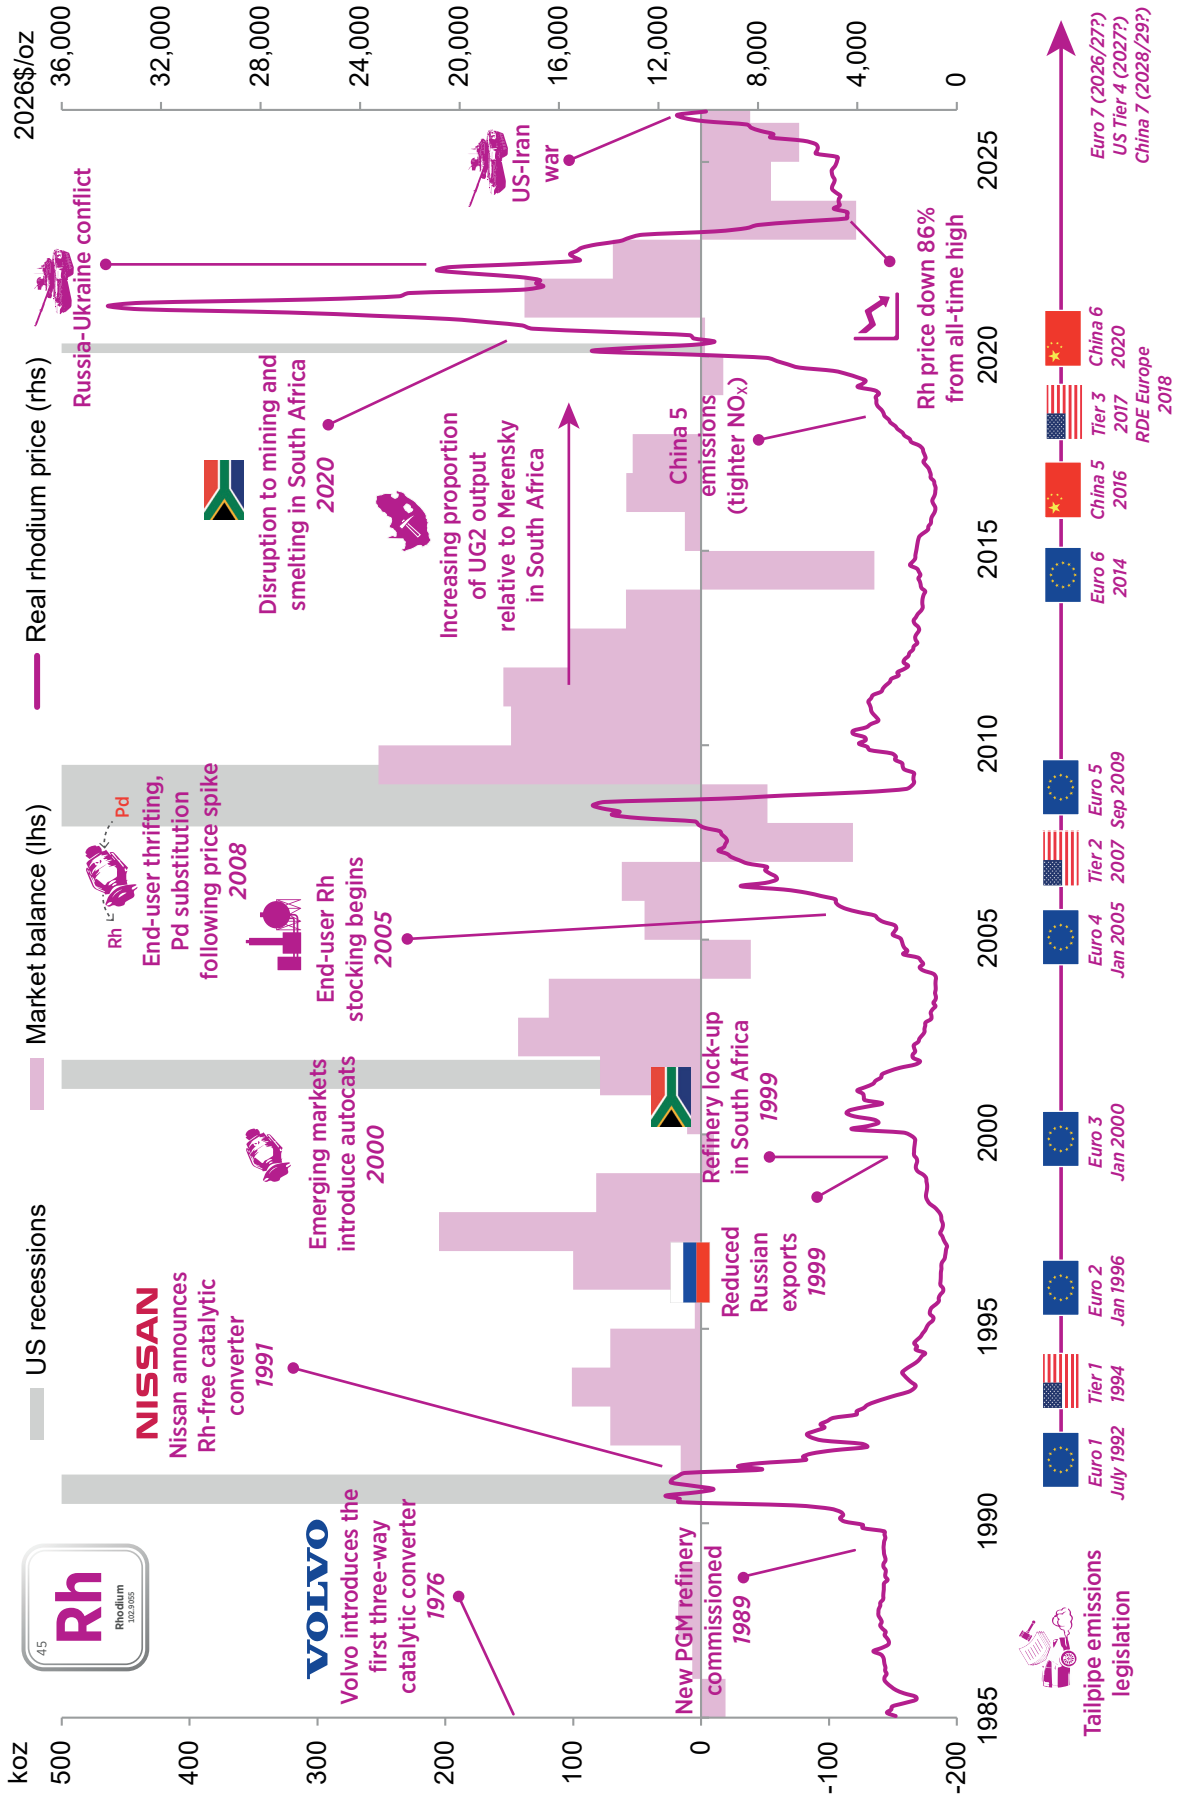 US recessions
Market balance (lhs)
Real rhodium price (rhs)
koz
2026$/oz
500
400
300
200
100
0
-100
-200
36,000
32,000
28,000
24,000
20,000
16,000
12,000
8,000
4,000
0
1985
1990
1995
2000
2005
2010
2015
2020
2025
45
Rh
Rhodium
102.9055
VOLVO
Volvo introduces the
first three-way
catalytic converter
1976
New PGM refinery
commissioned
1989
NISSAN
Nissan announces
Rh-free catalytic
converter
1991
Reduced
Russian
exports
1999
Refinery lock-up
in South Africa
1999
Emerging markets
introduce autocats
2000
End-user Rh
stocking begins
2005
Rh
Pd
End-user thrifting,
Pd substitution
following price spike
2008
Increasing proportion
of UG2 output
relative to Merensky
in South Africa
China 5
emissions
(tighter NOₓ)
Disruption to mining and
smelting in South Africa
2020
Russia-Ukraine conflict
Rh price down 86%
from all-time high
US-Iran
war
Tailpipe emissions
legislation
Euro 1
July 1992
Tier 1
1994
Euro 2
Jan 1996
Euro 3
Jan 2000
Euro 4
Jan 2005
Tier 2
2007
Euro 5
Sep 2009
Euro 6
2014
China 5
2016
Tier 3
2017
RDE Europe
2018
China 6
2020
Euro 7 (2026/27?)
US Tier 4 (2027?)
China 7 (2028/29?)